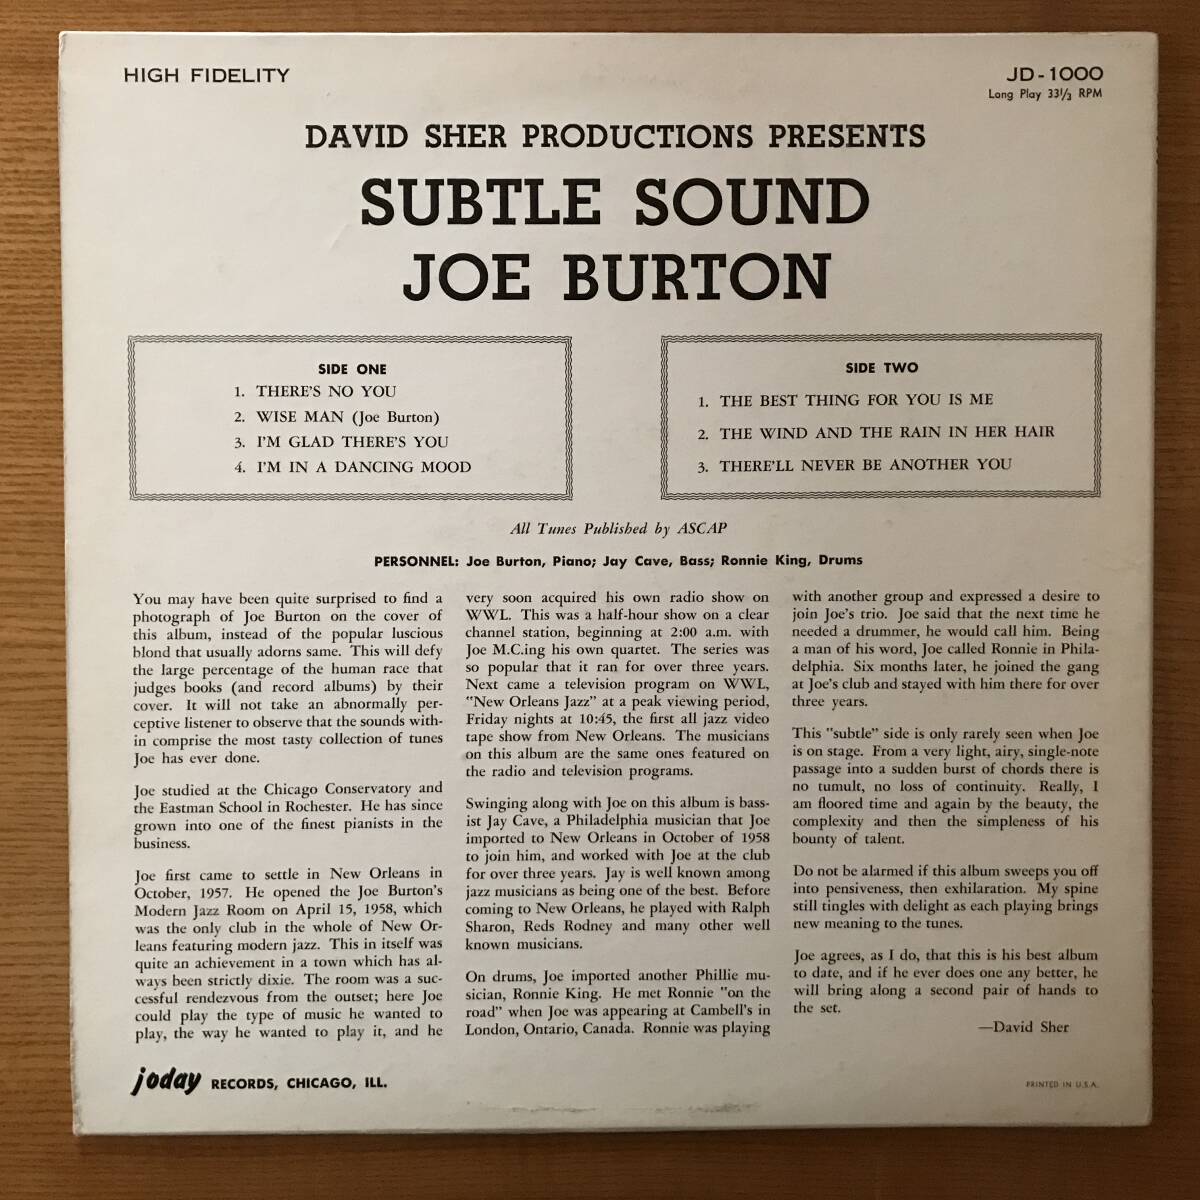 HIGH FIDELITY
JD-1000
Long Play 33⅓ RPM
DAVID SHER PRODUCTIONS PRESENTS
SUBTLE SOUND
JOE BURTON
SIDE ONE
1. THERE'S NO YOU
2. WISE MAN (Joe Burton)
3. I'M GLAD THERE'S YOU
4. I'M IN A DANCING MOOD
SIDE TWO
1. THE BEST THING FOR YOU IS ME
2. THE WIND AND THE RAIN IN HER HAIR
3. THERE'LL NEVER BE ANOTHER YOU
All Tunes Published by ASCAP
PERSONNEL: Joe Burton, Piano; Jay Cave, Bass; Ronnie King, Drums
You may have been quite surprised to find a
photograph of Joe Burton on the cover of
this album, instead of the popular luscious
blond that usually adorns same. This will defy
the large percentage of the human race that
judges books (and record albums) by their
cover. It will not take an abnormally per-
ceptive listener to observe that the sounds with-
in comprise the most tasty collection of tunes
Joe has ever done.
Joe studied at the Chicago Conservatory and
the Eastman School in Rochester. He has since
grown into one of the finest pianists in the
business.
Joe first came to settle in New Orleans in
October, 1957. He opened the Joe Burton's
Modern Jazz Room on April 15, 1958, which
was the only club in the whole of New Or-
leans featuring modern jazz. This in itself was
quite an achievement in a town which has al-
ways been strictly dixie. The room was a suc-
cessful rendezvous from the outset; here Joe
could play the type of music he wanted to
play, the way he wanted to play it, and he
very soon acquired his own radio show on
WWL. This was a half-hour show on a clear
channel station, beginning at 2:00 a.m. with
Joe M.C.ing his own quartet. The series was
so popular that it ran for over three years.
Next came a television program on WWL,
"New Orleans Jazz" at a peak viewing period,
Friday nights at 10:45, the first all jazz video
tape show from New Orleans. The musicians
on this album are the same ones featured on
the radio and television programs.
Swinging along with Joe on this album is bass-
ist Jay Cave, a Philadelphia musician that Joe
imported to New Orleans in October of 1958
to join him, and worked with Joe at the club
for over three years. Jay is well known among
jazz musicians as being one of the best. Before
coming to New Orleans, he played with Ralph
Sharon, Reds Rodney and many other well
known musicians.
On drums, Joe imported another Phillie mu-
sician, Ronnie King. He met Ronnie "on the
road" when Joe was appearing at Cambell's in
London, Ontario, Canada. Ronnie was playing
with another group and expressed a desire to
join Joe's trio. Joe said that the next time he
needed a drummer, he would call him. Being
a man of his word, Joe called Ronnie in Phila-
delphia. Six months later, he joined the gang
at Joe's club and stayed with him there for over
three years.
This "subtle" side is only rarely seen when Joe
is on stage. From a very light, airy, single-note
passage into a sudden burst of chords there is
no tumult, no loss of continuity. Really, I
am floored time and again by the beauty, the
complexity and then the simpleness of his
bounty of talent.
Do not be alarmed if this album sweeps you off
into pensiveness, then exhilaration. My spine
still tingles with delight as each playing brings
new meaning to the tunes.
Joe agrees, as I do, that this is his best album
to date, and if he ever does one any better, he
will bring along a second pair of hands to
the set.
—David Sher
joday RECORDS, CHICAGO, ILL.
PRINTED IN U.S.A.